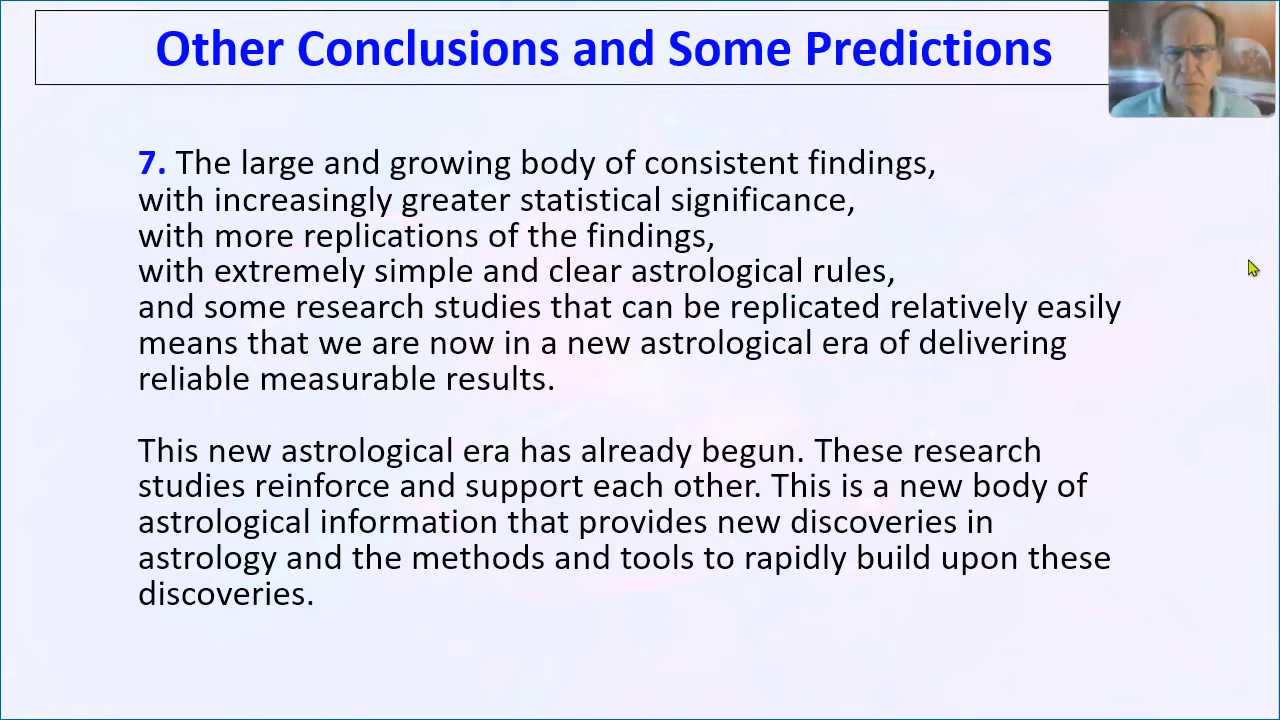 Other Conclusions and Some Predictions
7. The large and growing body of consistent findings,
with increasingly greater statistical significance,
with more replications of the findings,
with extremely simple and clear astrological rules,
and some research studies that can be replicated relatively easily
means that we are now in a new astrological era of delivering
reliable measurable results.
This new astrological era has already begun. These research
studies reinforce and support each other. This is a new body of
astrological information that provides new discoveries in
astrology and the methods and tools to rapidly build upon these
discoveries.